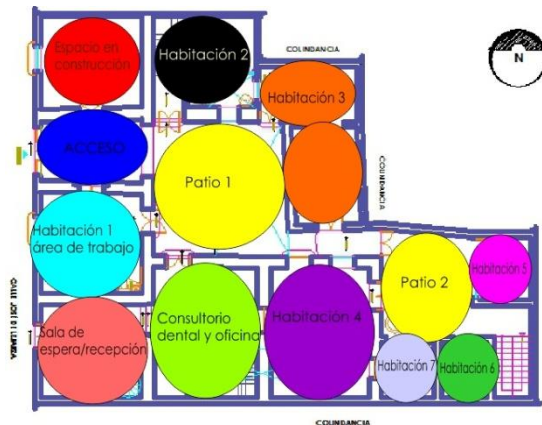 Espacio en
construcción
Habitación 2
COLINDANCIA
N
Habitación 3
ACCESO
Patio 1
COLINDANCIA
Habitación 1
área de trabajo
Patio 2
Habitación 5
Sala de
espera/recepción
Consultorio
dental y oficina
Habitación 4
Habitación 7
Habitación 6
COLINDANCIA